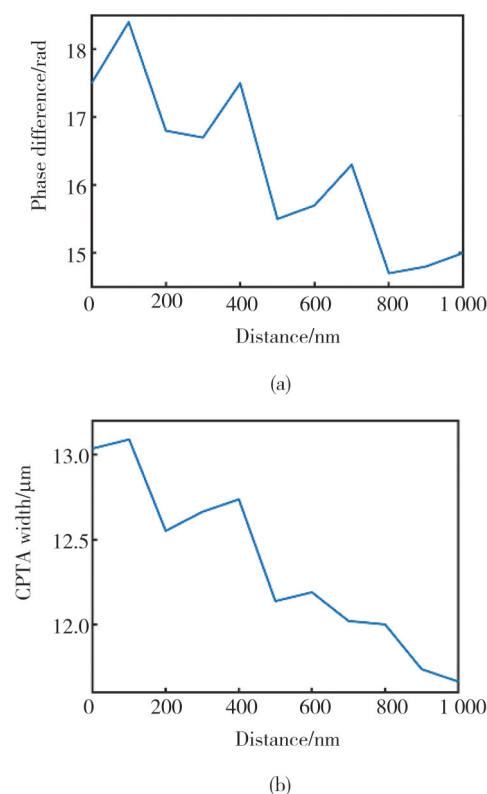 18
17
16
15
Phase difference/rad
0 200 400 600 800 1 000
Distance/nm
(a)
13.0
12.5
12.0
CPTA width/μm
0 200 400 600 800 1 000
Distance/nm
(b)